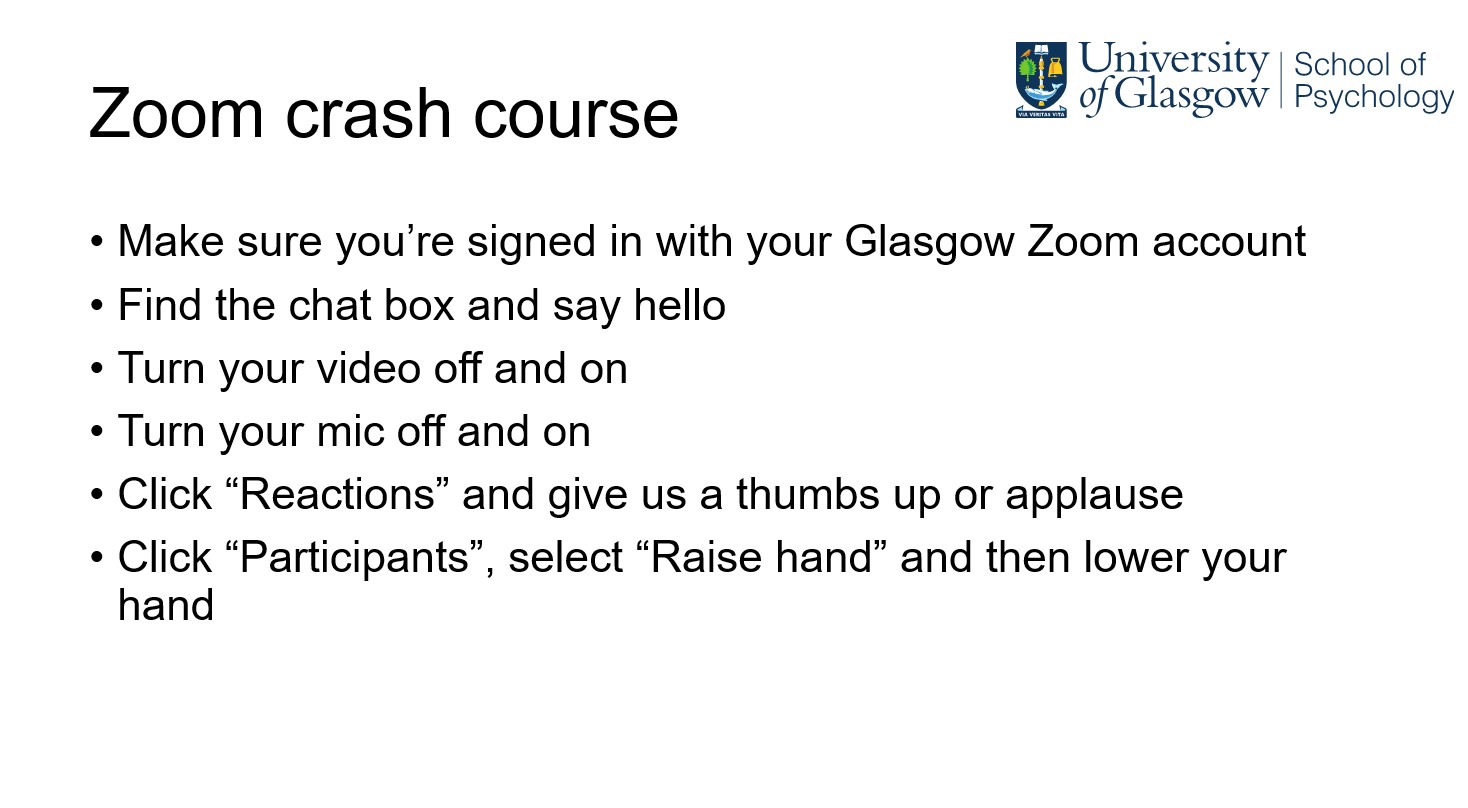 University of Glasgow
School of Psychology
VIA VERITAS VITA
Zoom crash course
• Make sure you’re signed in with your Glasgow Zoom account
• Find the chat box and say hello
• Turn your video off and on
• Turn your mic off and on
• Click “Reactions” and give us a thumbs up or applause
• Click “Participants”, select “Raise hand” and then lower your
hand